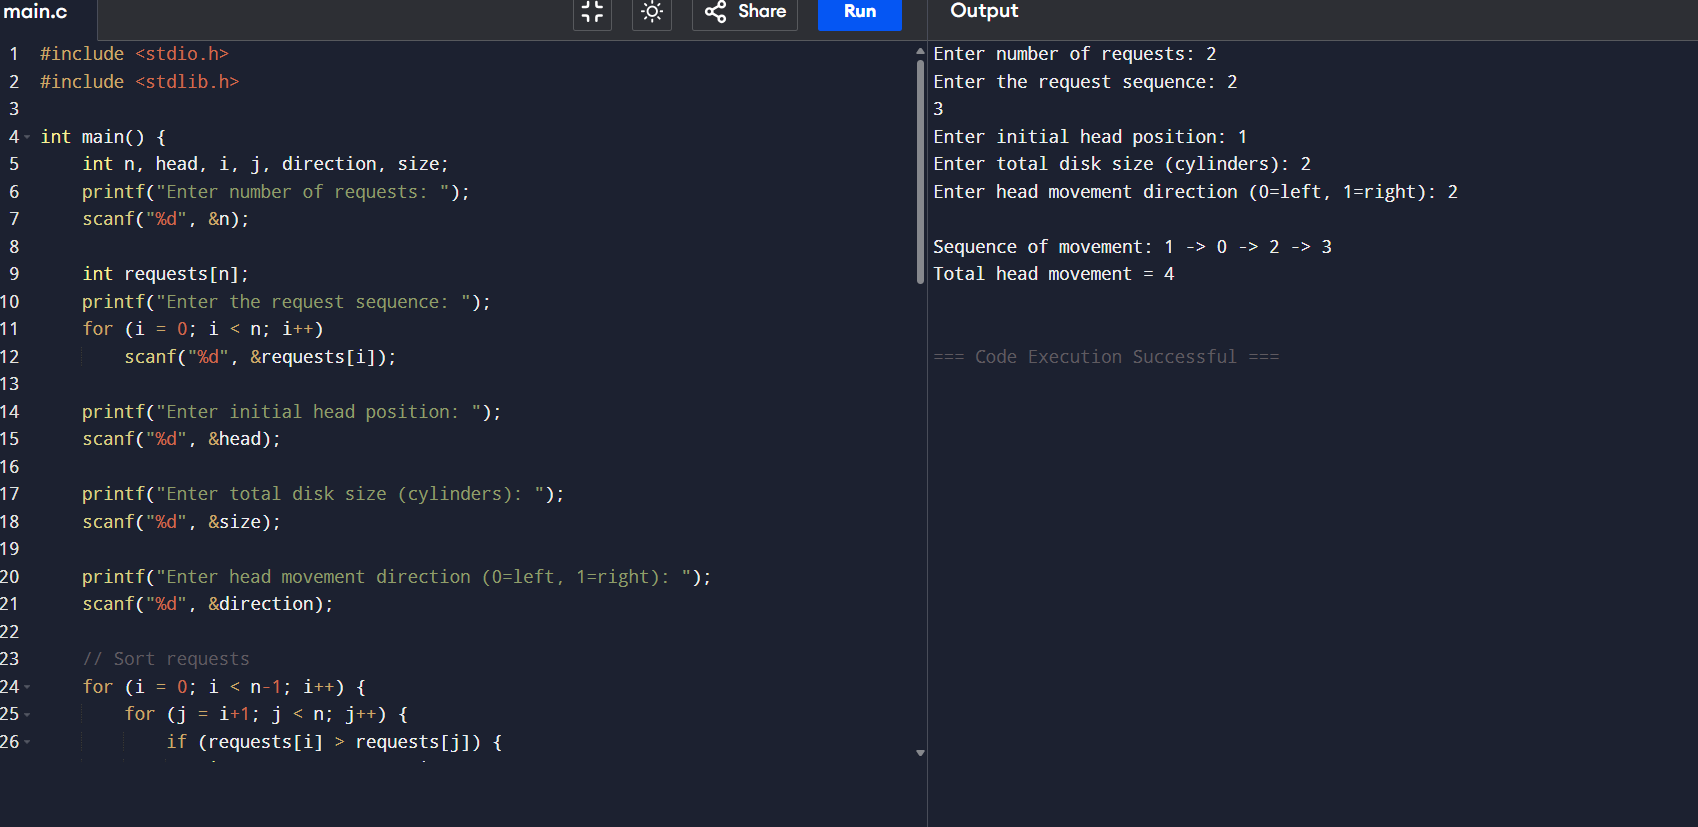 main.c
Share
Run
Output
1 #include <stdio.h>
2 #include <stdlib.h>
3
4 int main() {
5     int n, head, i, j, direction, size;
6     printf("Enter number of requests: ");
7     scanf("%d", &n);
8
9     int requests[n];
10     printf("Enter the request sequence: ");
11     for (i = 0; i < n; i++)
12         scanf("%d", &requests[i]);
13
14     printf("Enter initial head position: ");
15     scanf("%d", &head);
16
17     printf("Enter total disk size (cylinders): ");
18     scanf("%d", &size);
19
20     printf("Enter head movement direction (0=left, 1=right): ");
21     scanf("%d", &direction);
22
23     // Sort requests
24     for (i = 0; i < n-1; i++) {
25         for (j = i+1; j < n; j++) {
26             if (requests[i] > requests[j]) {
Enter number of requests: 2
Enter the request sequence: 2
3
Enter initial head position: 1
Enter total disk size (cylinders): 2
Enter head movement direction (0=left, 1=right): 2
Sequence of movement: 1 -> 0 -> 2 -> 3
Total head movement = 4
=== Code Execution Successful ===